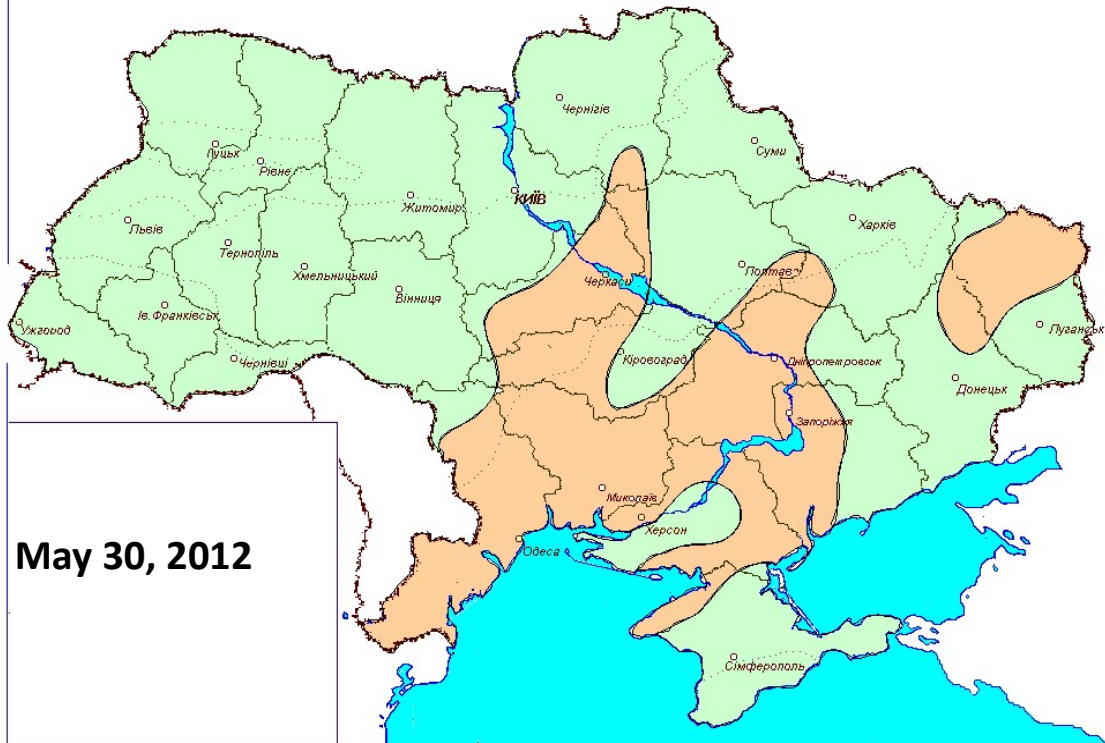 Чернігів
Суми
Луцьк
Рівне
КИЇВ
Житомир
Харків
Львів
Тернопіль
Хмельницький
Полтав
Черкаси
Вінниця
Ів.Франківськ
Ужгород
Луганськ
Чернівці
Кіровоград
Дніпропетровськ
Донецьк
Запоріжжя
Миколаїв
Херсон
Одеса
May 30, 2012
Сімферополь